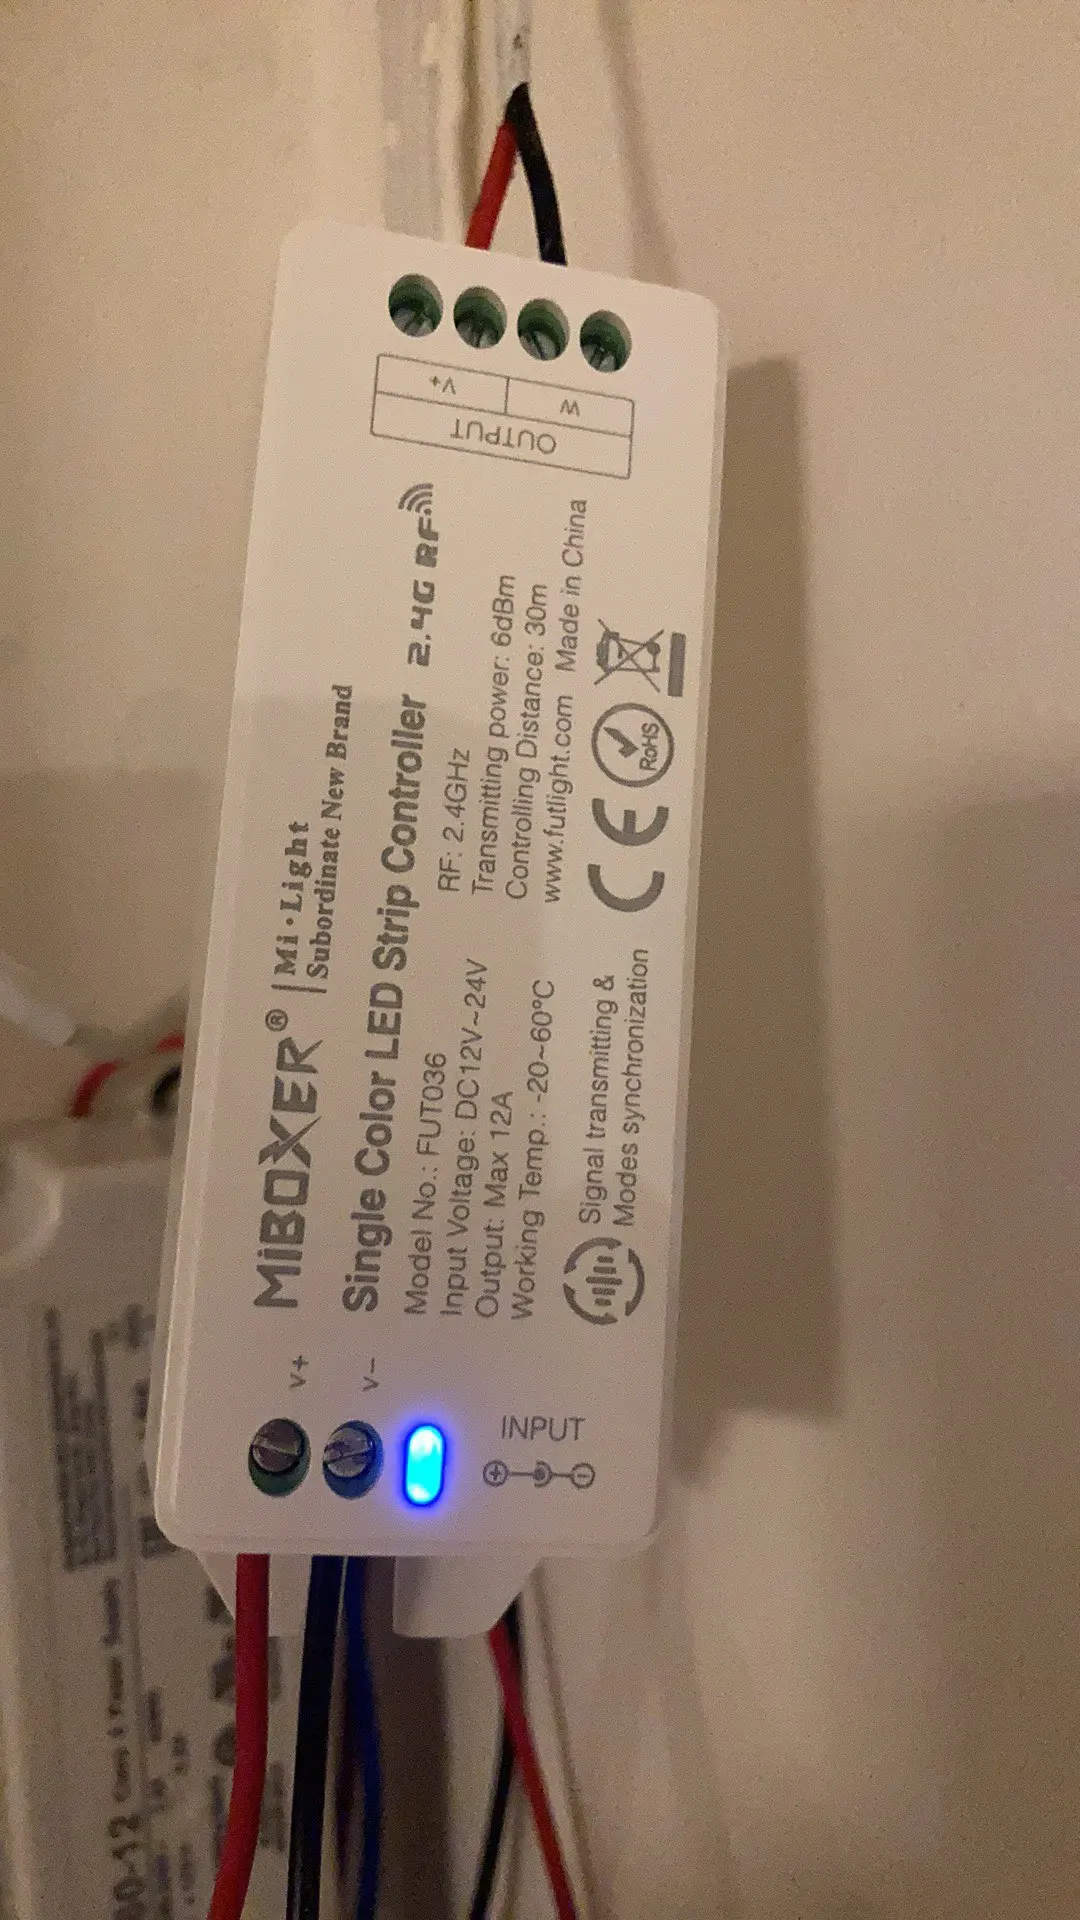 MiBOXER® | Mi·Light
| Subordinate New Brand
Single Color LED Strip Controller 2.4G RF
Model No.: FUT036
Input Voltage: DC12V~24V
Output: Max 12A
Working Temp.: -20~60°C
RF: 2.4GHz
Transmitting power: 6dBm
Controlling Distance: 30m
www.futlight.com Made in China
Signal transmitting &
Modes synchronization
CE RoHS
V+
V-
INPUT
OUTPUT
V+ W